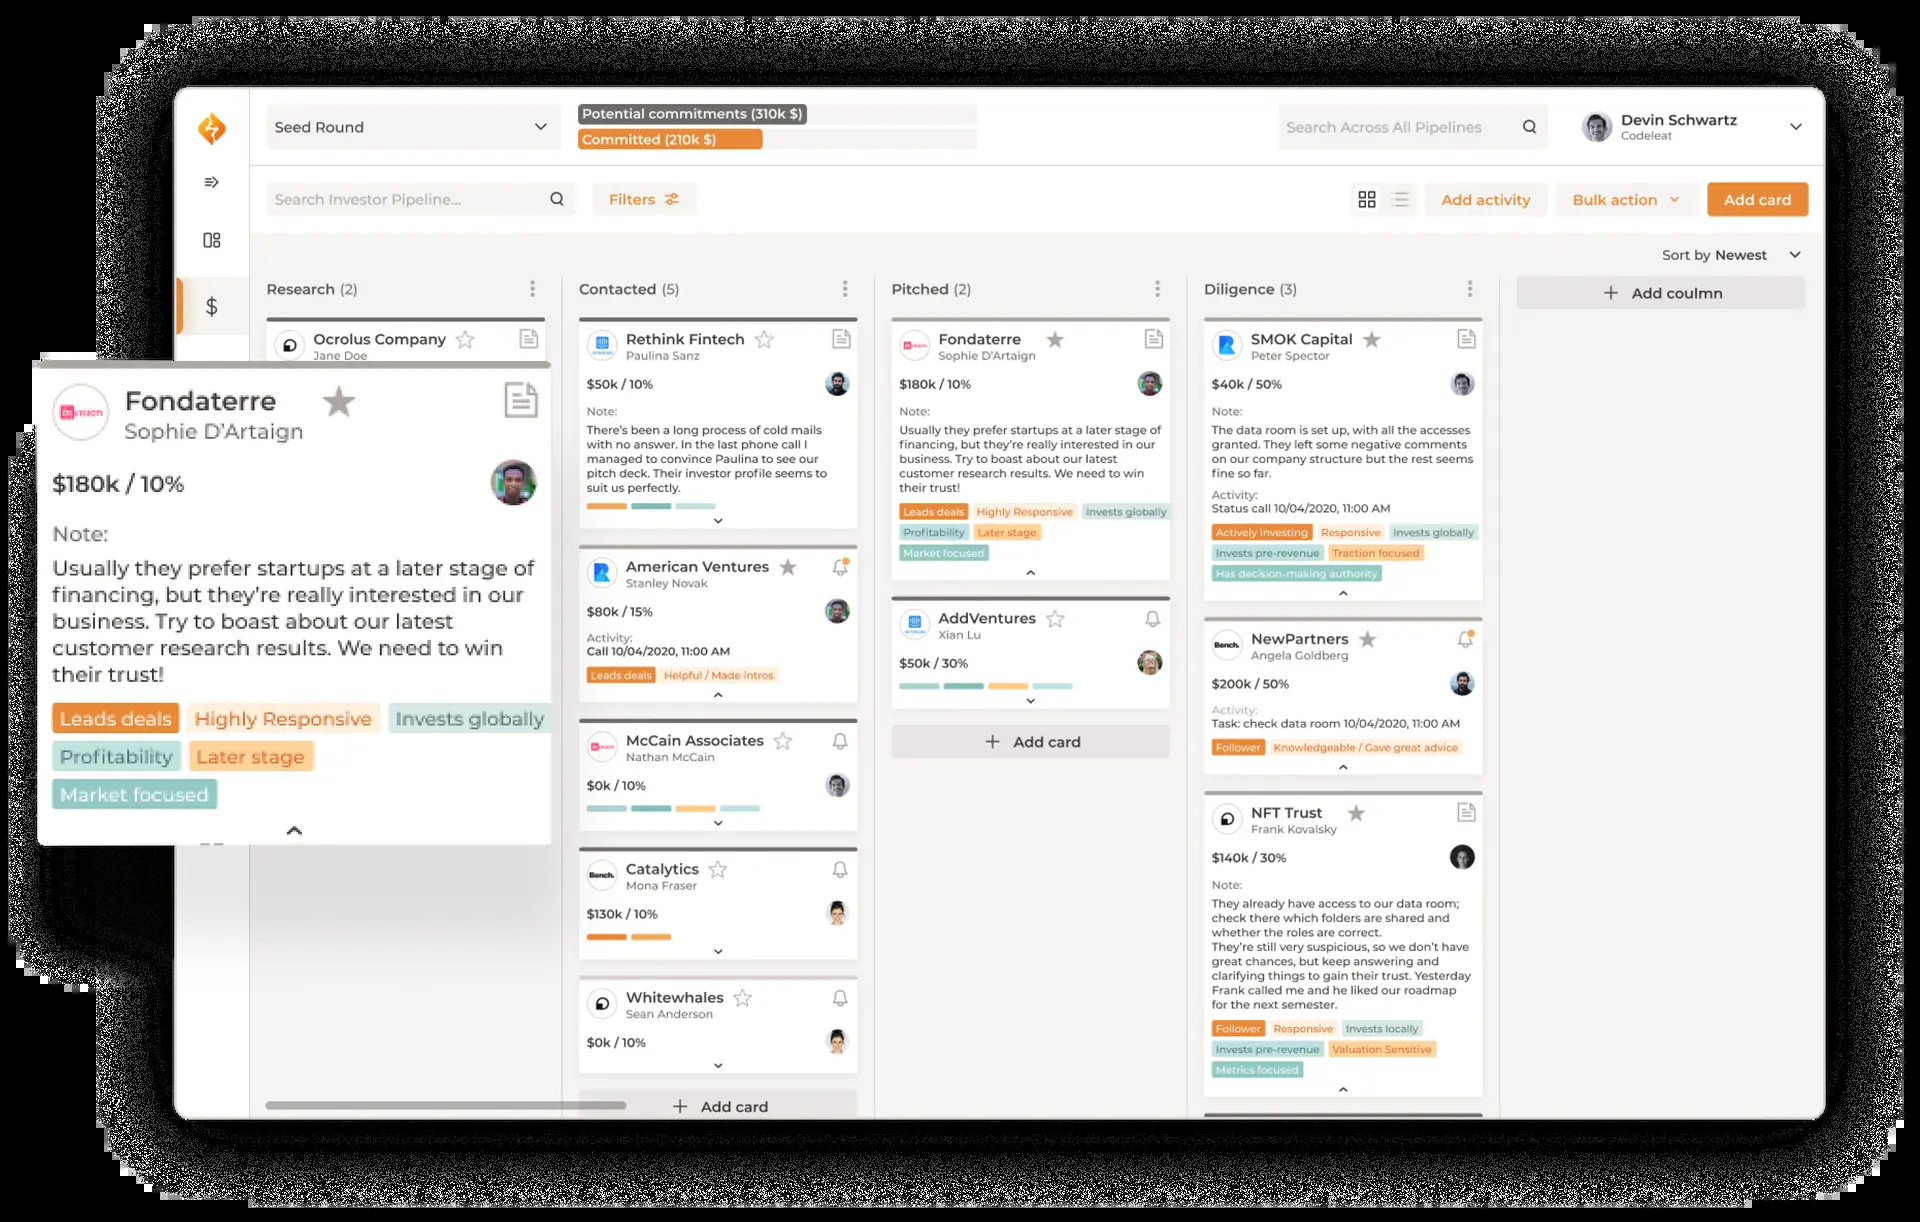 Seed Round
Potential commitments (310k $)
Committed (210k $)
Search Across All Pipelines
Devin Schwartz
Codeleat
Search Investor Pipeline...
Filters
Add activity
Bulk action
Add card
Sort by Newest
Research (2)
Ocrolus Company
Jane Doe
Fondaterre
Sophie D'Artaign
$180k / 10%
Note:
Usually they prefer startups at a later stage of
financing, but they're really interested in our
business. Try to boast about our latest
customer research results. We need to win
their trust!
Leads deals Highly Responsive Invests globally
Profitability Later stage
Market focused
Contacted (5)
Rethink Fintech
Paulina Sanz
$50k / 10%
Note:
There's been a long process of cold mails
with no answer. In the last phone call I
managed to convince Paulina to see our
pitch deck. Their investor profile seems to
suit us perfectly.
American Ventures
Stanley Novak
$80k / 15%
Activity:
Call 10/04/2020, 11:00 AM
Leads deals Helpful / Made intros
McCain Associates
Nathan McCain
$0k / 10%
Bench.
Catalytics
Mona Fraser
$130k / 10%
Whitewhales
Sean Anderson
$0k / 10%
+ Add card
Pitched (2)
Fondaterre
Sophie D'Artaign
$180k / 10%
Note:
Usually they prefer startups at a later stage of
financing, but they're really interested in our
business. Try to boast about our latest
customer research results. We need to win
their trust!
Leads deals Highly Responsive Invests globally
Profitability Later stage
Market focused
AddVentures
Xian Lu
$50k / 30%
+ Add card
Diligence (3)
SMOK Capital
Peter Spector
$40k / 50%
Note:
The data room is set up, with all the accesses
granted. They left some negative comments
on our company structure but the rest seems
fine so far.
Activity:
Status call 10/04/2020, 11:00 AM
Actively investing Responsive Invests globally
Invests pre-revenue Traction focused
Has decision-making authority
Bench.
NewPartners
Angela Goldberg
$200k / 50%
Activity:
Task: check data room 10/04/2020, 11:00 AM
Follower Knowledgeable / Gave great advice
NFT Trust
Frank Kovalsky
$140k / 30%
Note:
They already have access to our data room;
check there which folders are shared and
whether the roles are correct.
They're still very suspicious, so we don't have
great chances, but keep answering and
clarifying things to gain their trust. Yesterday
Frank called me and he liked our roadmap
for the next semester.
Follower Responsive Invests locally
Invests pre-revenue Valuation Sensitive
Metrics focused
+ Add coulmn